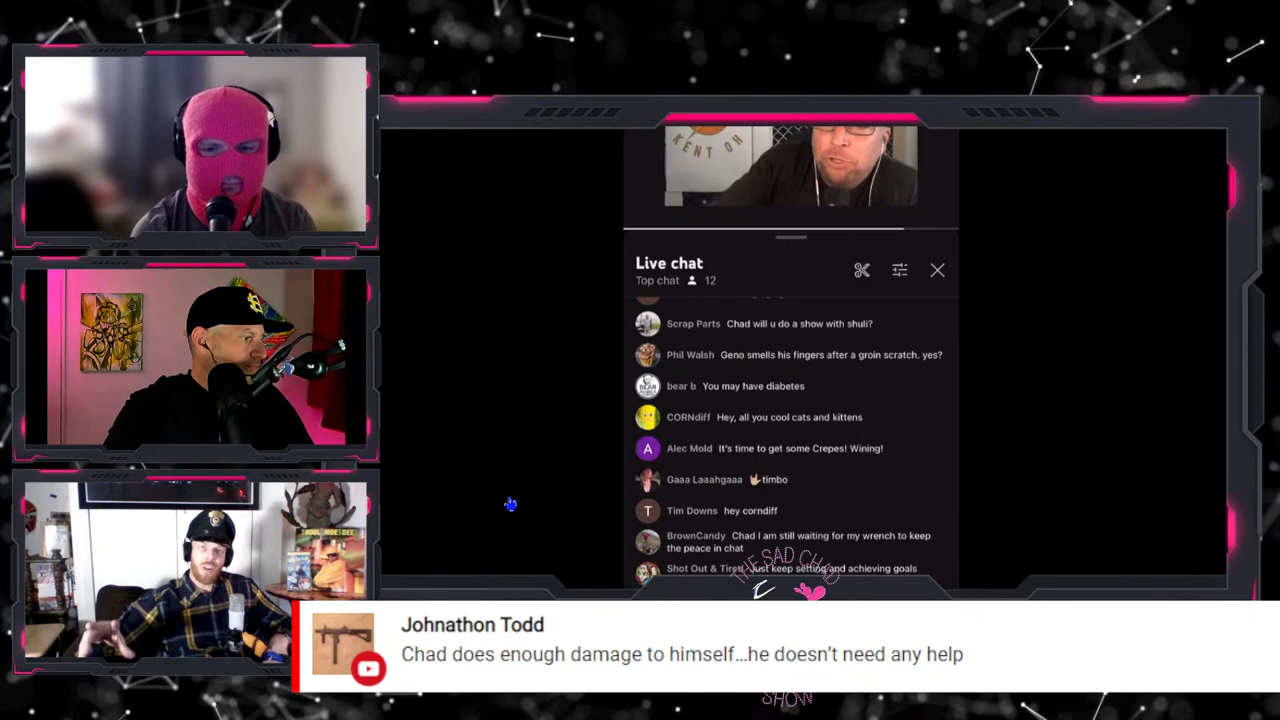 KENT OH
Live chat
Top chat 12
Scrap Parts Chad will u do a show with shuli?
Phil Walsh Geno smells his fingers after a groin scratch. yes?
bear b You may have diabetes
CORNdiff Hey, all you cool cats and kittens
Alec Mold It's time to get some Crepes! Wining!
A
Gaaa Laaahgaaa 🤟🏼timbo
T
Tim Downs hey corndiff
BrownCandy Chad I am still waiting for my wrench to keep
the peace in chat
Shot Out & Tired Just keep setting and achieving goals
KOOL MOE DEE
THE SAD CHAD
SHOW
Johnathon Todd
Chad does enough damage to himself...he doesn't need any help